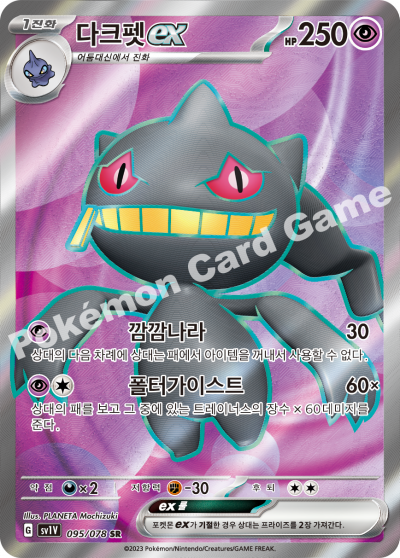 1진화
다크펫 ex
HP 250
어둠대신에서 진화
Pokémon Card Game
깜깜나라 30
상대의 다음 차례에 상대는 패에서 아이템을 꺼내서 사용할 수 없다.
폴터가이스트 60×
상대의 패를 보고 그 중에 있는 트레이너스의 장수 × 60데미지를
준다.
약점 ×2 저항력 -30 후퇴
Illus. PLANETA Mochizuki
ex 룰
G sv1V 095/078 SR
포켓몬 ex가 기절한 경우 상대는 프라이즈를 2장 가져간다.
©2023 Pokémon/Nintendo/Creatures/GAME FREAK.